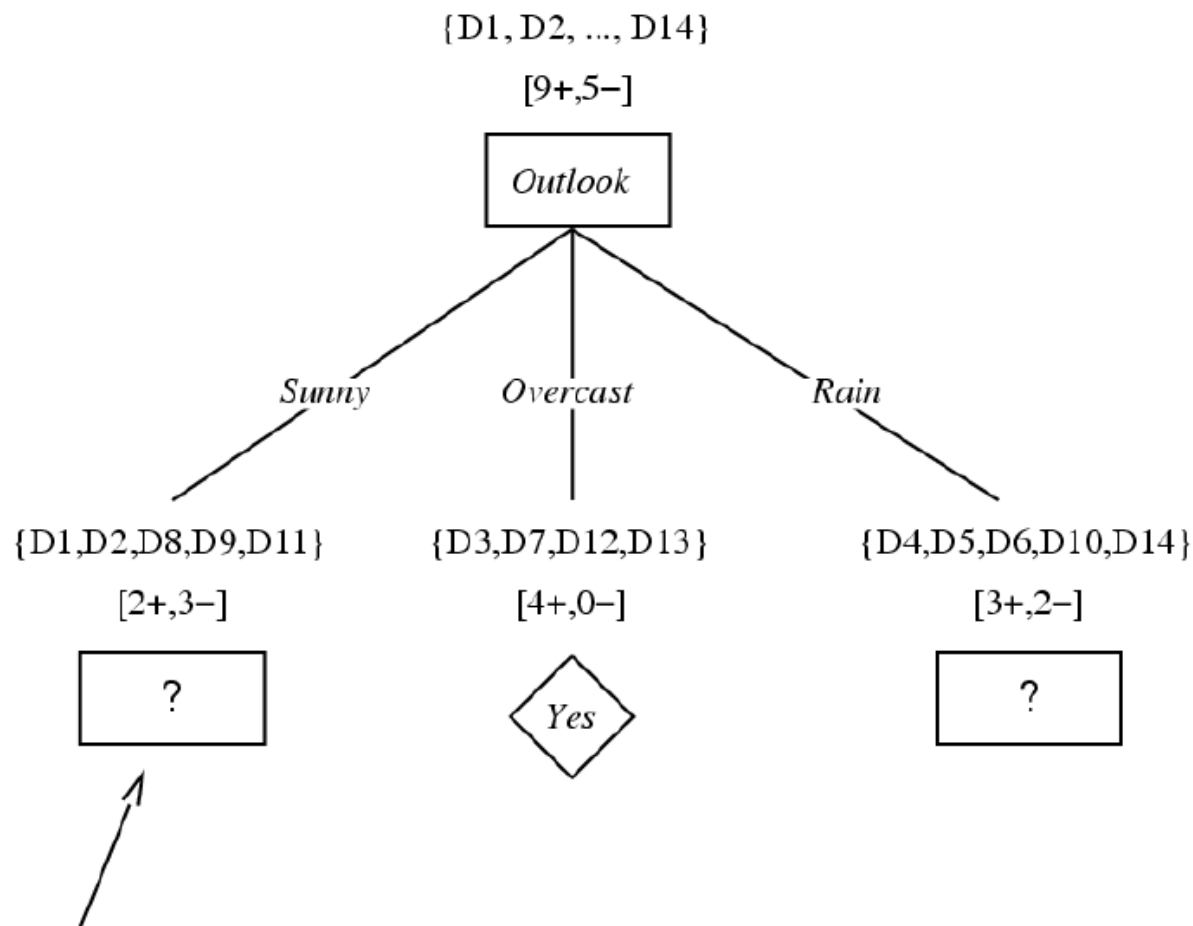 {D1, D2, ..., D14}
[9+,5−]
Outlook
Sunny Overcast Rain
{D1,D2,D8,D9,D11} {D3,D7,D12,D13} {D4,D5,D6,D10,D14}
[2+,3−] [4+,0−] [3+,2−]
? Yes ?